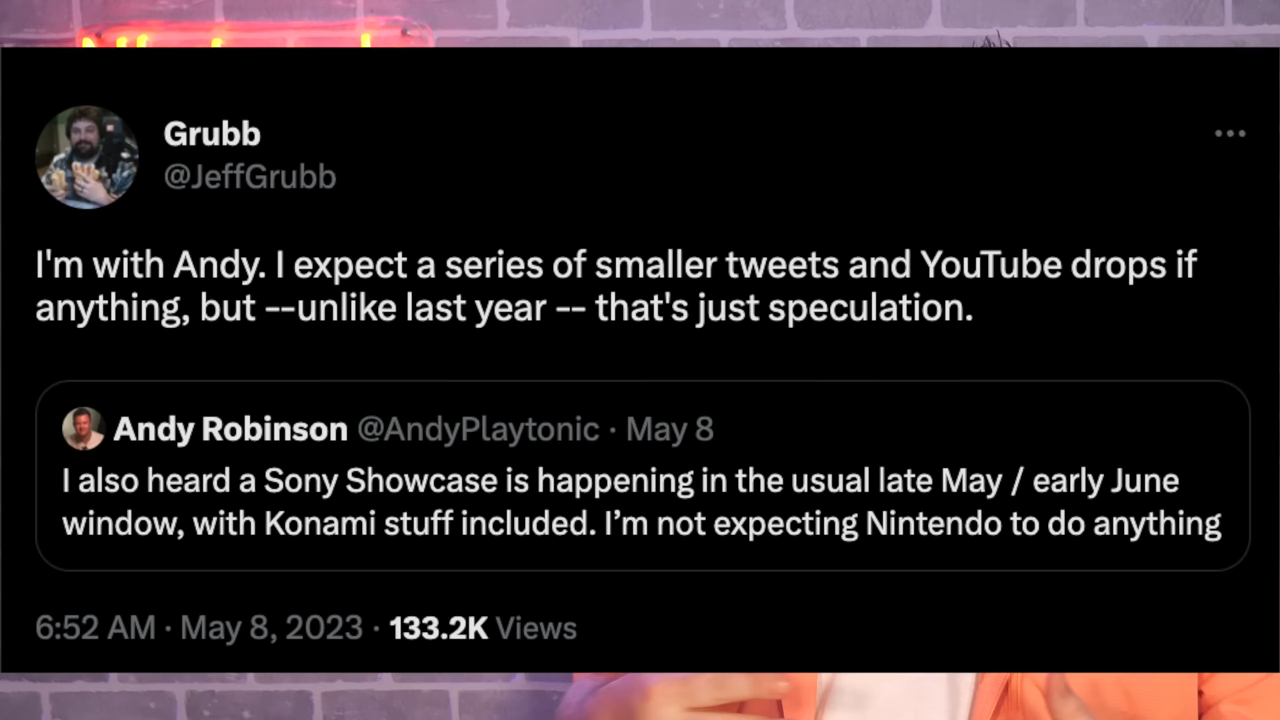 Grubb
@JeffGrubb
I'm with Andy. I expect a series of smaller tweets and YouTube drops if
anything, but --unlike last year -- that's just speculation.
Andy Robinson @AndyPlaytonic · May 8
I also heard a Sony Showcase is happening in the usual late May / early June
window, with Konami stuff included. I’m not expecting Nintendo to do anything
6:52 AM · May 8, 2023 · 133.2K Views